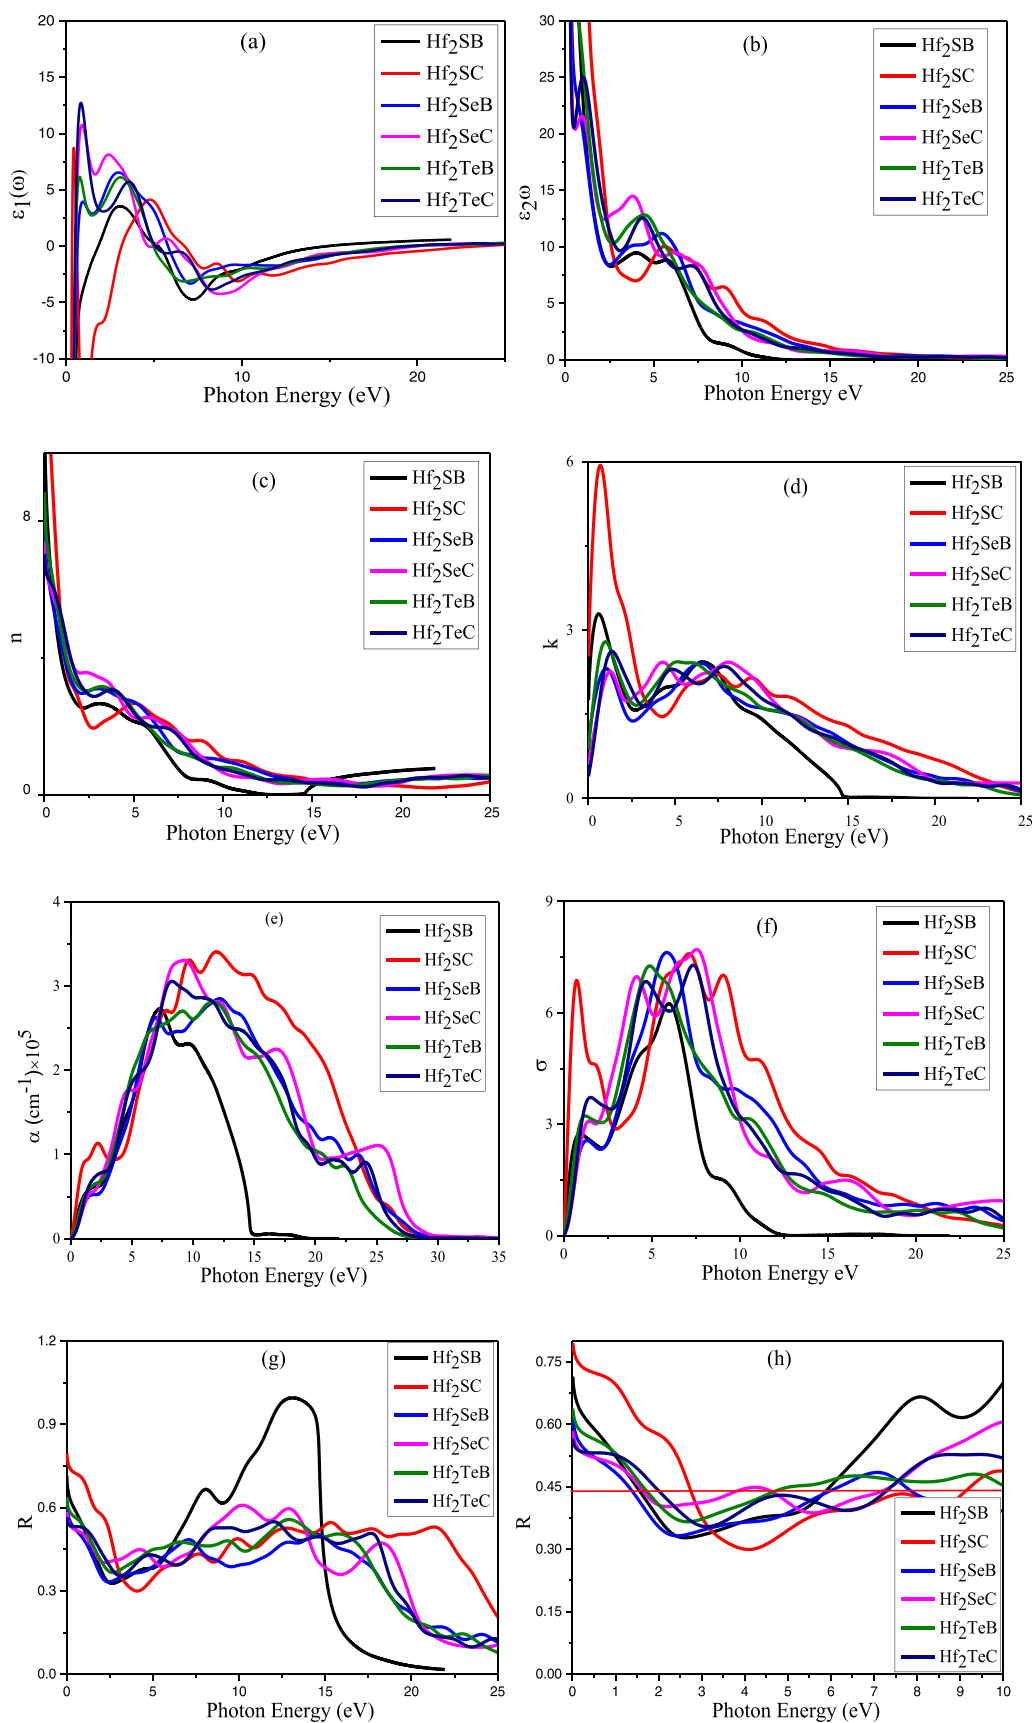 (a)
Hf2SB
Hf2SC
Hf2SeB
Hf2SeC
Hf2TeB
Hf2TeC
ε1(ω)
20
15
10
5
0
-5
-10
0 10 20
Photon Energy (eV)
(b)
Hf2SB
Hf2SC
Hf2SeB
Hf2SeC
Hf2TeB
Hf2TeC
ε2ω
30
25
20
15
10
5
0
0 5 10 15 20 25
Photon Energy eV
(c)
Hf2SB
Hf2SC
Hf2SeB
Hf2SeC
Hf2TeB
Hf2TeC
n
8
0
0 5 10 15 20 25
Photon Energy (eV)
(d)
Hf2SB
Hf2SC
Hf2SeB
Hf2SeC
Hf2TeB
Hf2TeC
k
6
3
0
0 5 10 15 20 25
Photon Energy (eV)
(e)
Hf2SB
Hf2SC
Hf2SeB
Hf2SeC
Hf2TeB
Hf2TeC
α (cm-1)×105
4
3
2
1
0
0 5 10 15 20 25 30 35
Photon Energy (eV)
(f)
Hf2SB
Hf2SC
Hf2SeB
Hf2SeC
Hf2TeB
Hf2TeC
σ
9
6
3
0
0 5 10 15 20 25
Photon Energy eV
(g)
Hf2SB
Hf2SC
Hf2SeB
Hf2SeC
Hf2TeB
Hf2TeC
R
1.2
0.9
0.6
0.3
0.0
0 5 10 15 20 25
Photon Energy (eV)
(h)
Hf2SB
Hf2SC
Hf2SeB
Hf2SeC
Hf2TeB
Hf2TeC
R
0.75
0.60
0.45
0.30
0.15
0.00
0 1 2 3 4 5 6 7 8 9 10
Photon Energy (eV)